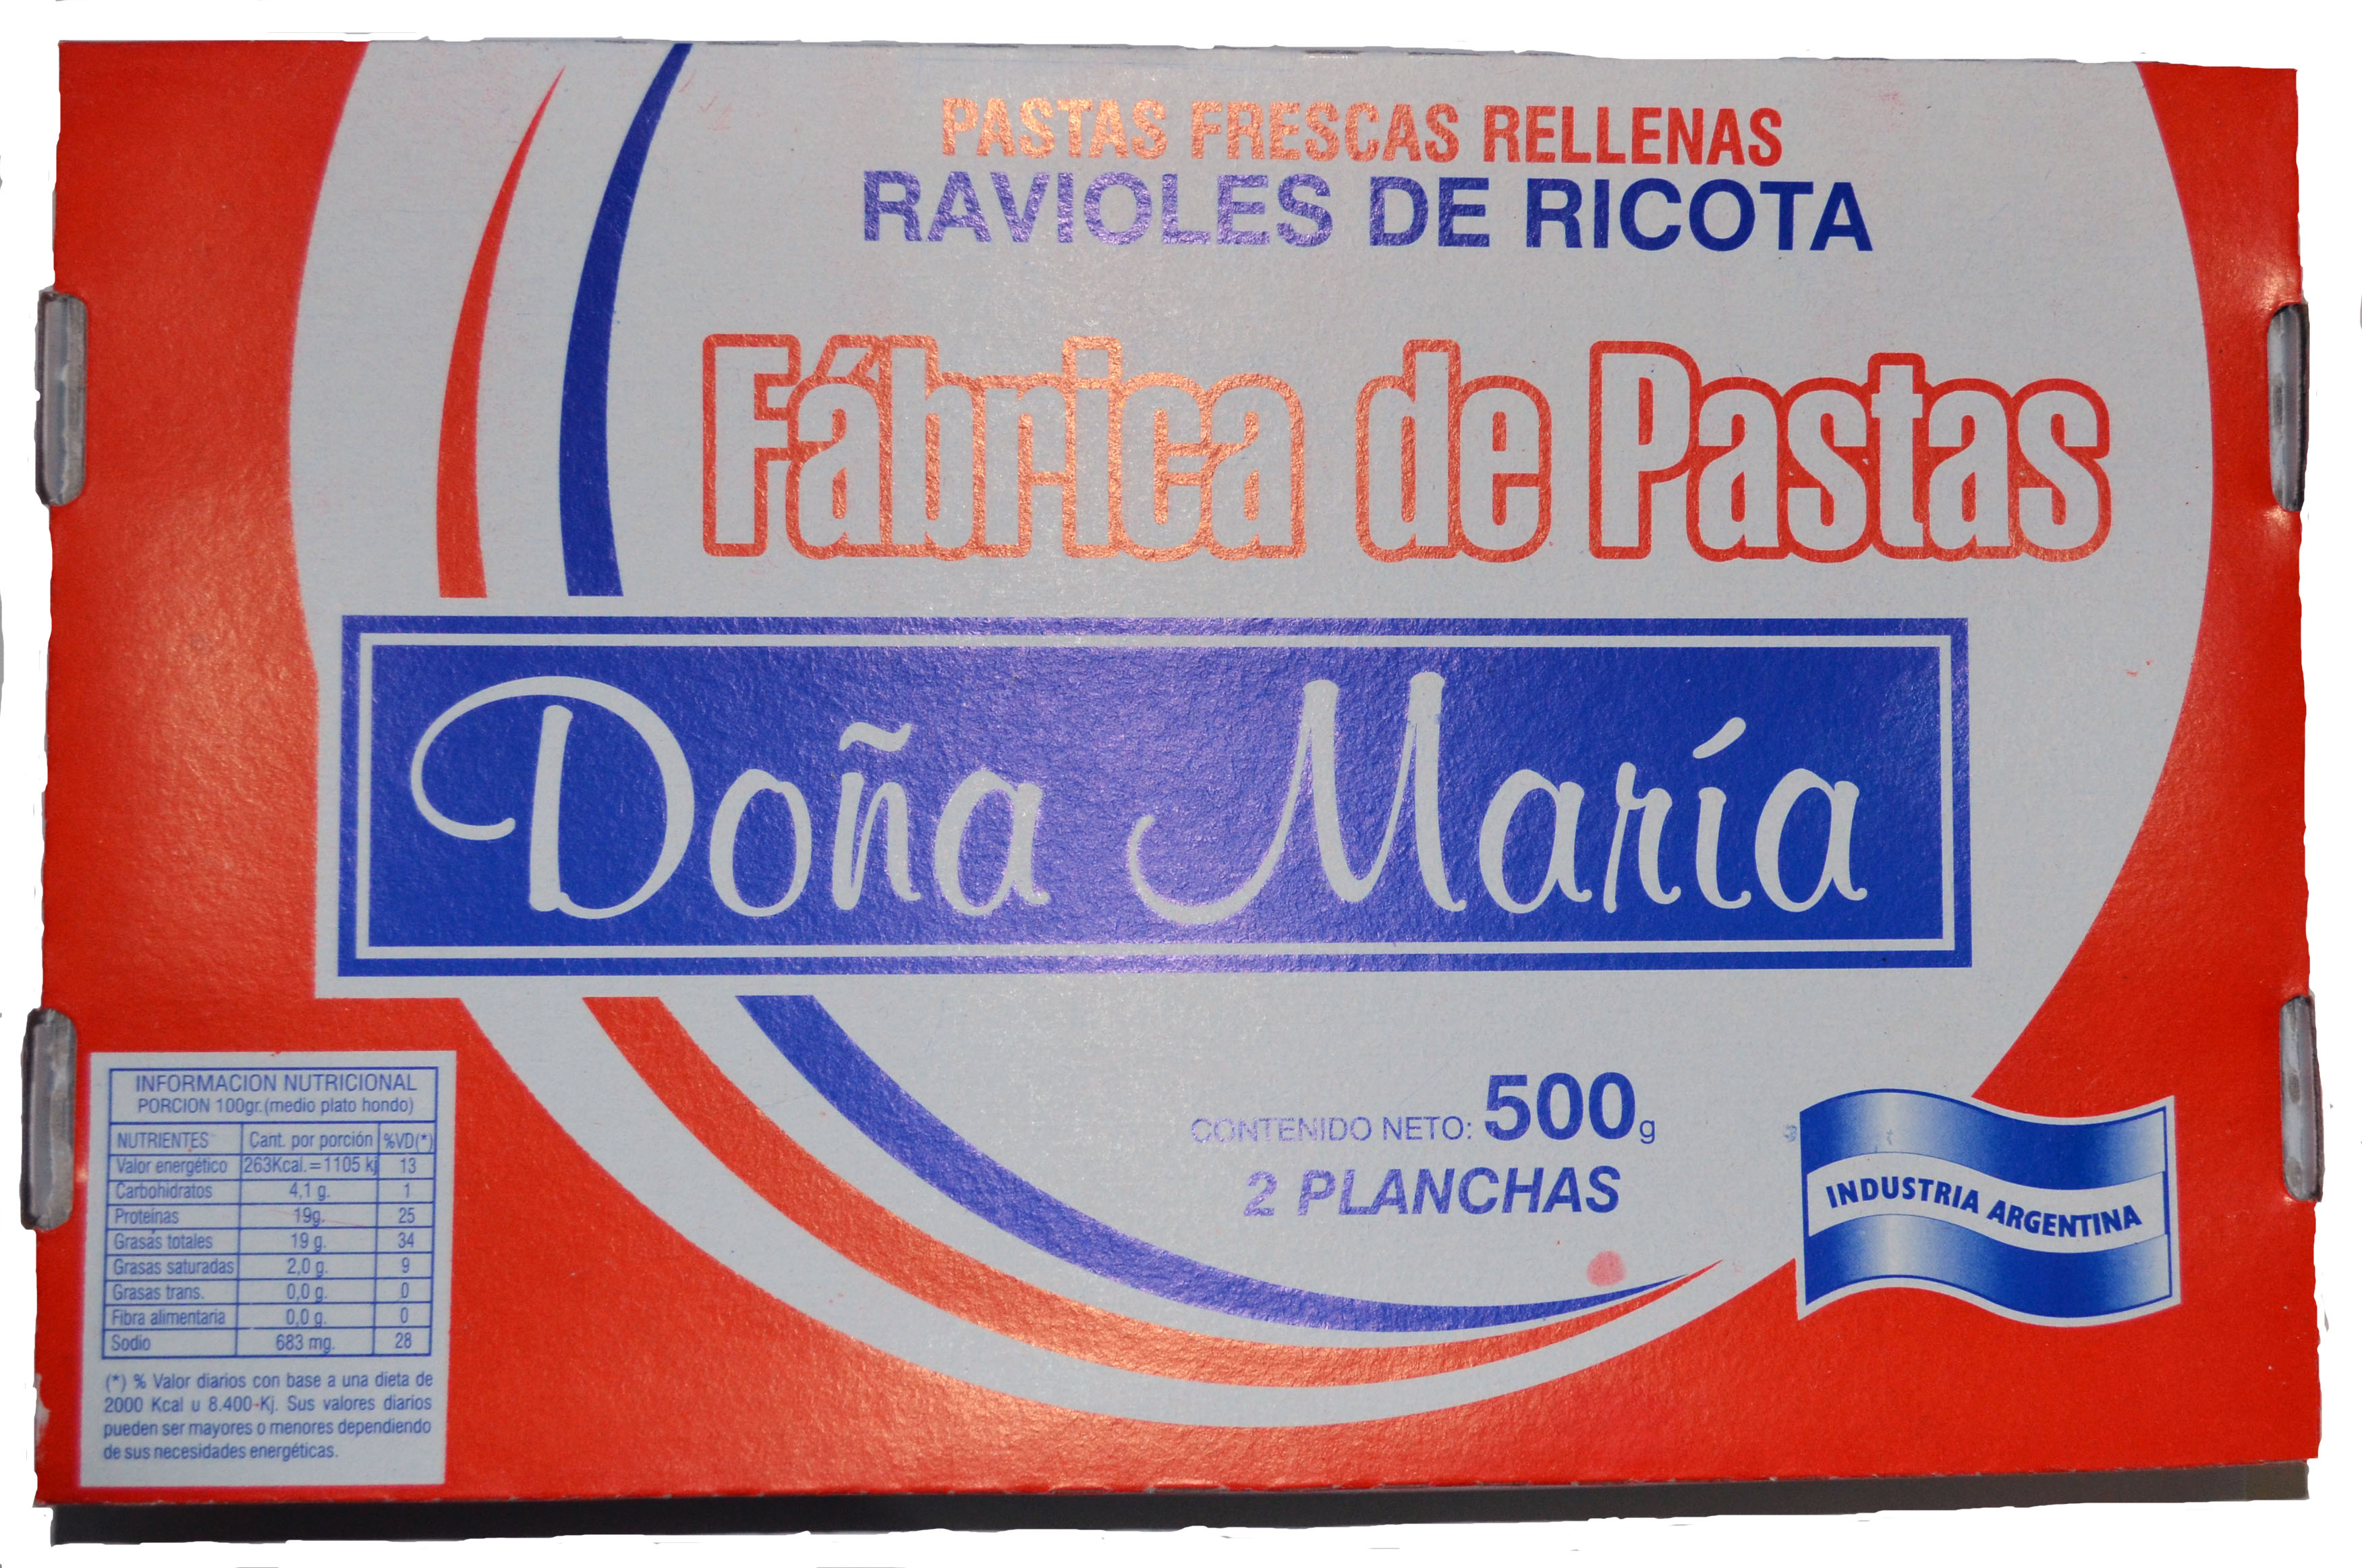 PASTAS FRESCAS RELLENAS
RAVIOLES DE RICOTA
Fábrica de Pastas
Doña María
CONTENIDO NETO: 500g
2 PLANCHAS
INDUSTRIA ARGENTINA
INFORMACION NUTRICIONAL
PORCION 100gr.(medio plato hondo)
NUTRIENTES Cant. por porción %VD(*)
Valor energético 263Kcal.=1105 kj 13
Carbohidratos 4,1 g. 1
Proteínas 19g. 25
Grasas totales 19 g. 34
Grasas saturadas 2,0 g. 9
Grasas trans. 0,0 g. 0
Fibra alimentaria 0,0 g. 0
Sodio 683 mg. 28
(*) % Valor diarios con base a una dieta de
2000 Kcal u 8.400-Kj. Sus valores diarios
pueden ser mayores o menores dependiendo
de sus necesidades energéticas.